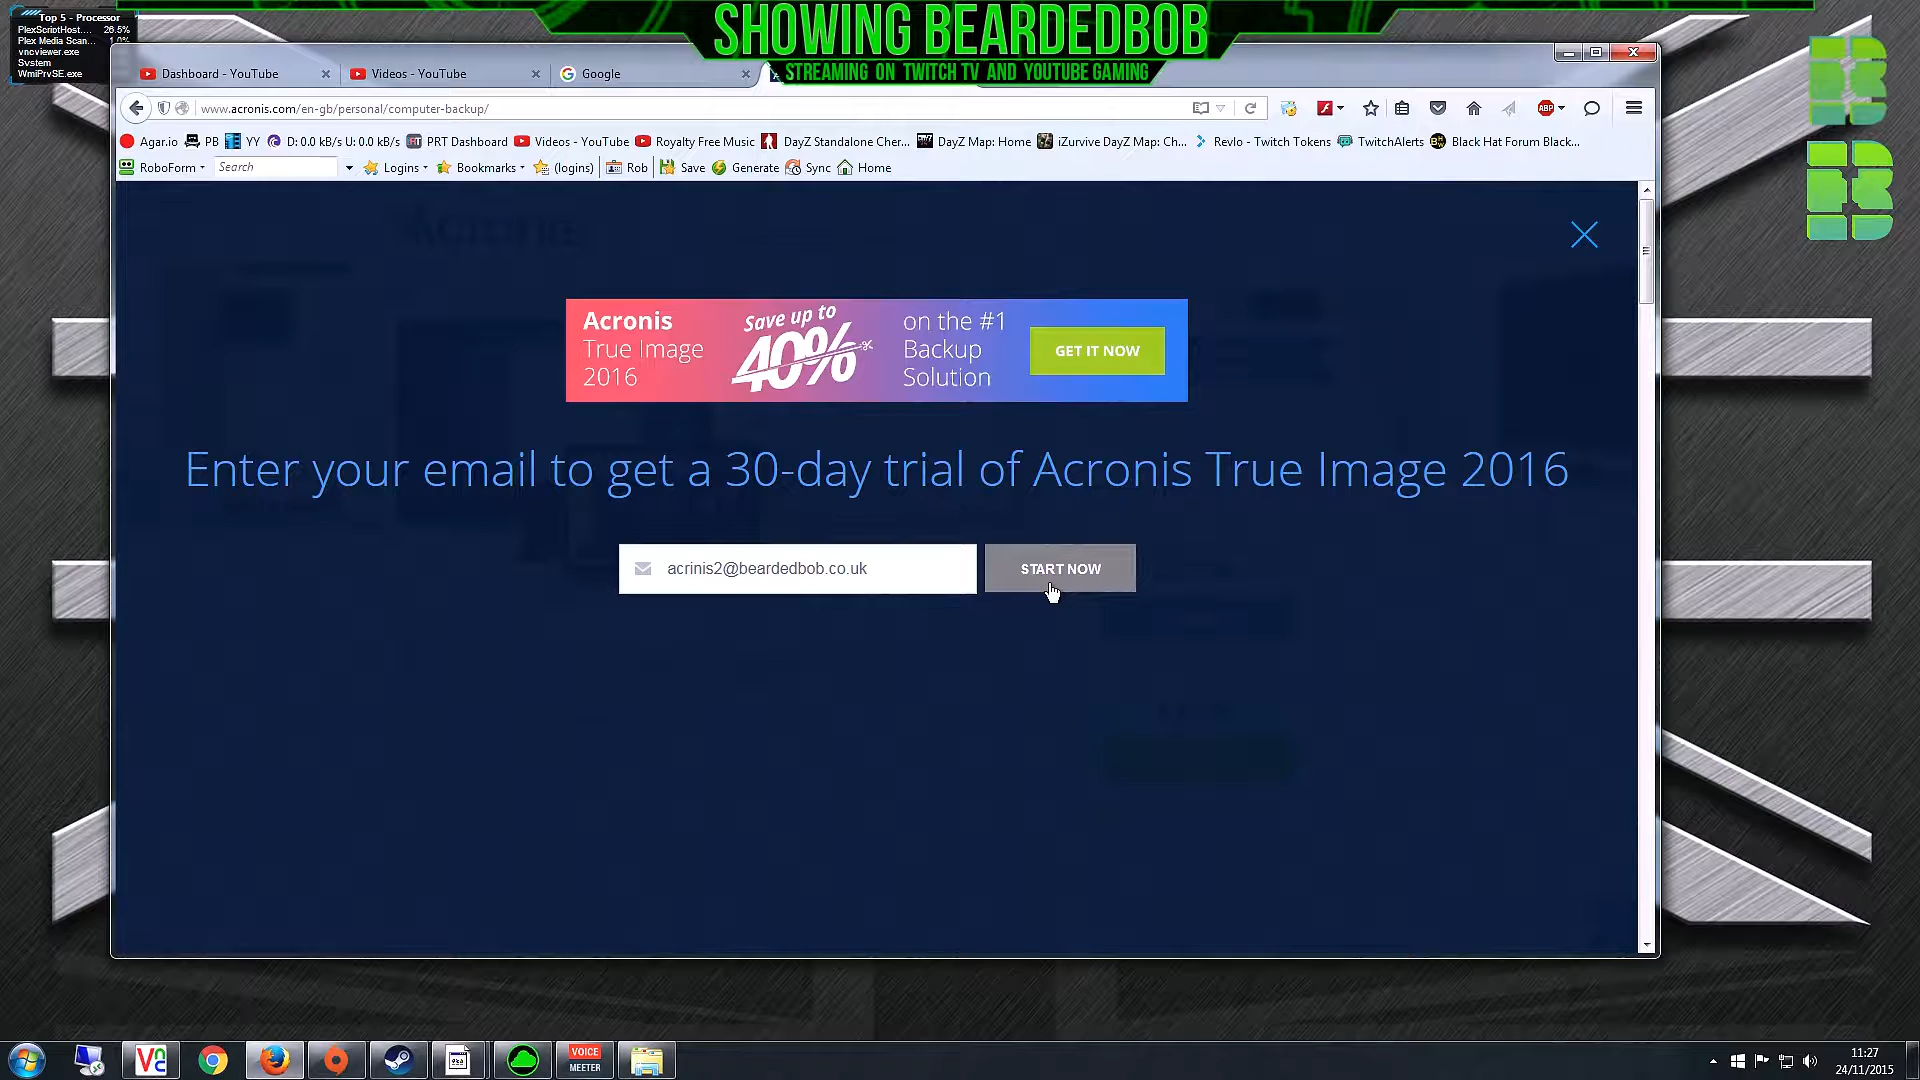 Top 5 - Processor
PlexScriptHost.... 26.5%
Plex Media Scan... 1.0%
vncviewer.exe
System
WmiPrvSE.exe
SHOWING BEARDEDBOB
STREAMING ON TWITCH TV AND YOUTUBE GAMING
Dashboard - YouTube
Videos - YouTube
Google
www.acronis.com/en-gb/personal/computer-backup/
ABP
Agar.io PB YY D: 0.0 kB/s U: 0.0 kB/s PRT Dashboard Videos - YouTube Royalty Free Music DayZ Standalone Cher... DayZ Map: Home iZurvive DayZ Map: Ch... Revlo - Twitch Tokens TwitchAlerts Black Hat Forum Black...
RoboForm Search Logins Bookmarks (logins) Rob Save Generate Sync Home
Acronis
True Image
2016
Save up to
40%
on the #1
Backup
Solution
GET IT NOW
Enter your email to get a 30-day trial of Acronis True Image 2016
acrinis2@beardedbob.co.uk
START NOW
VOICE
MEETER
11:27
24/11/2015